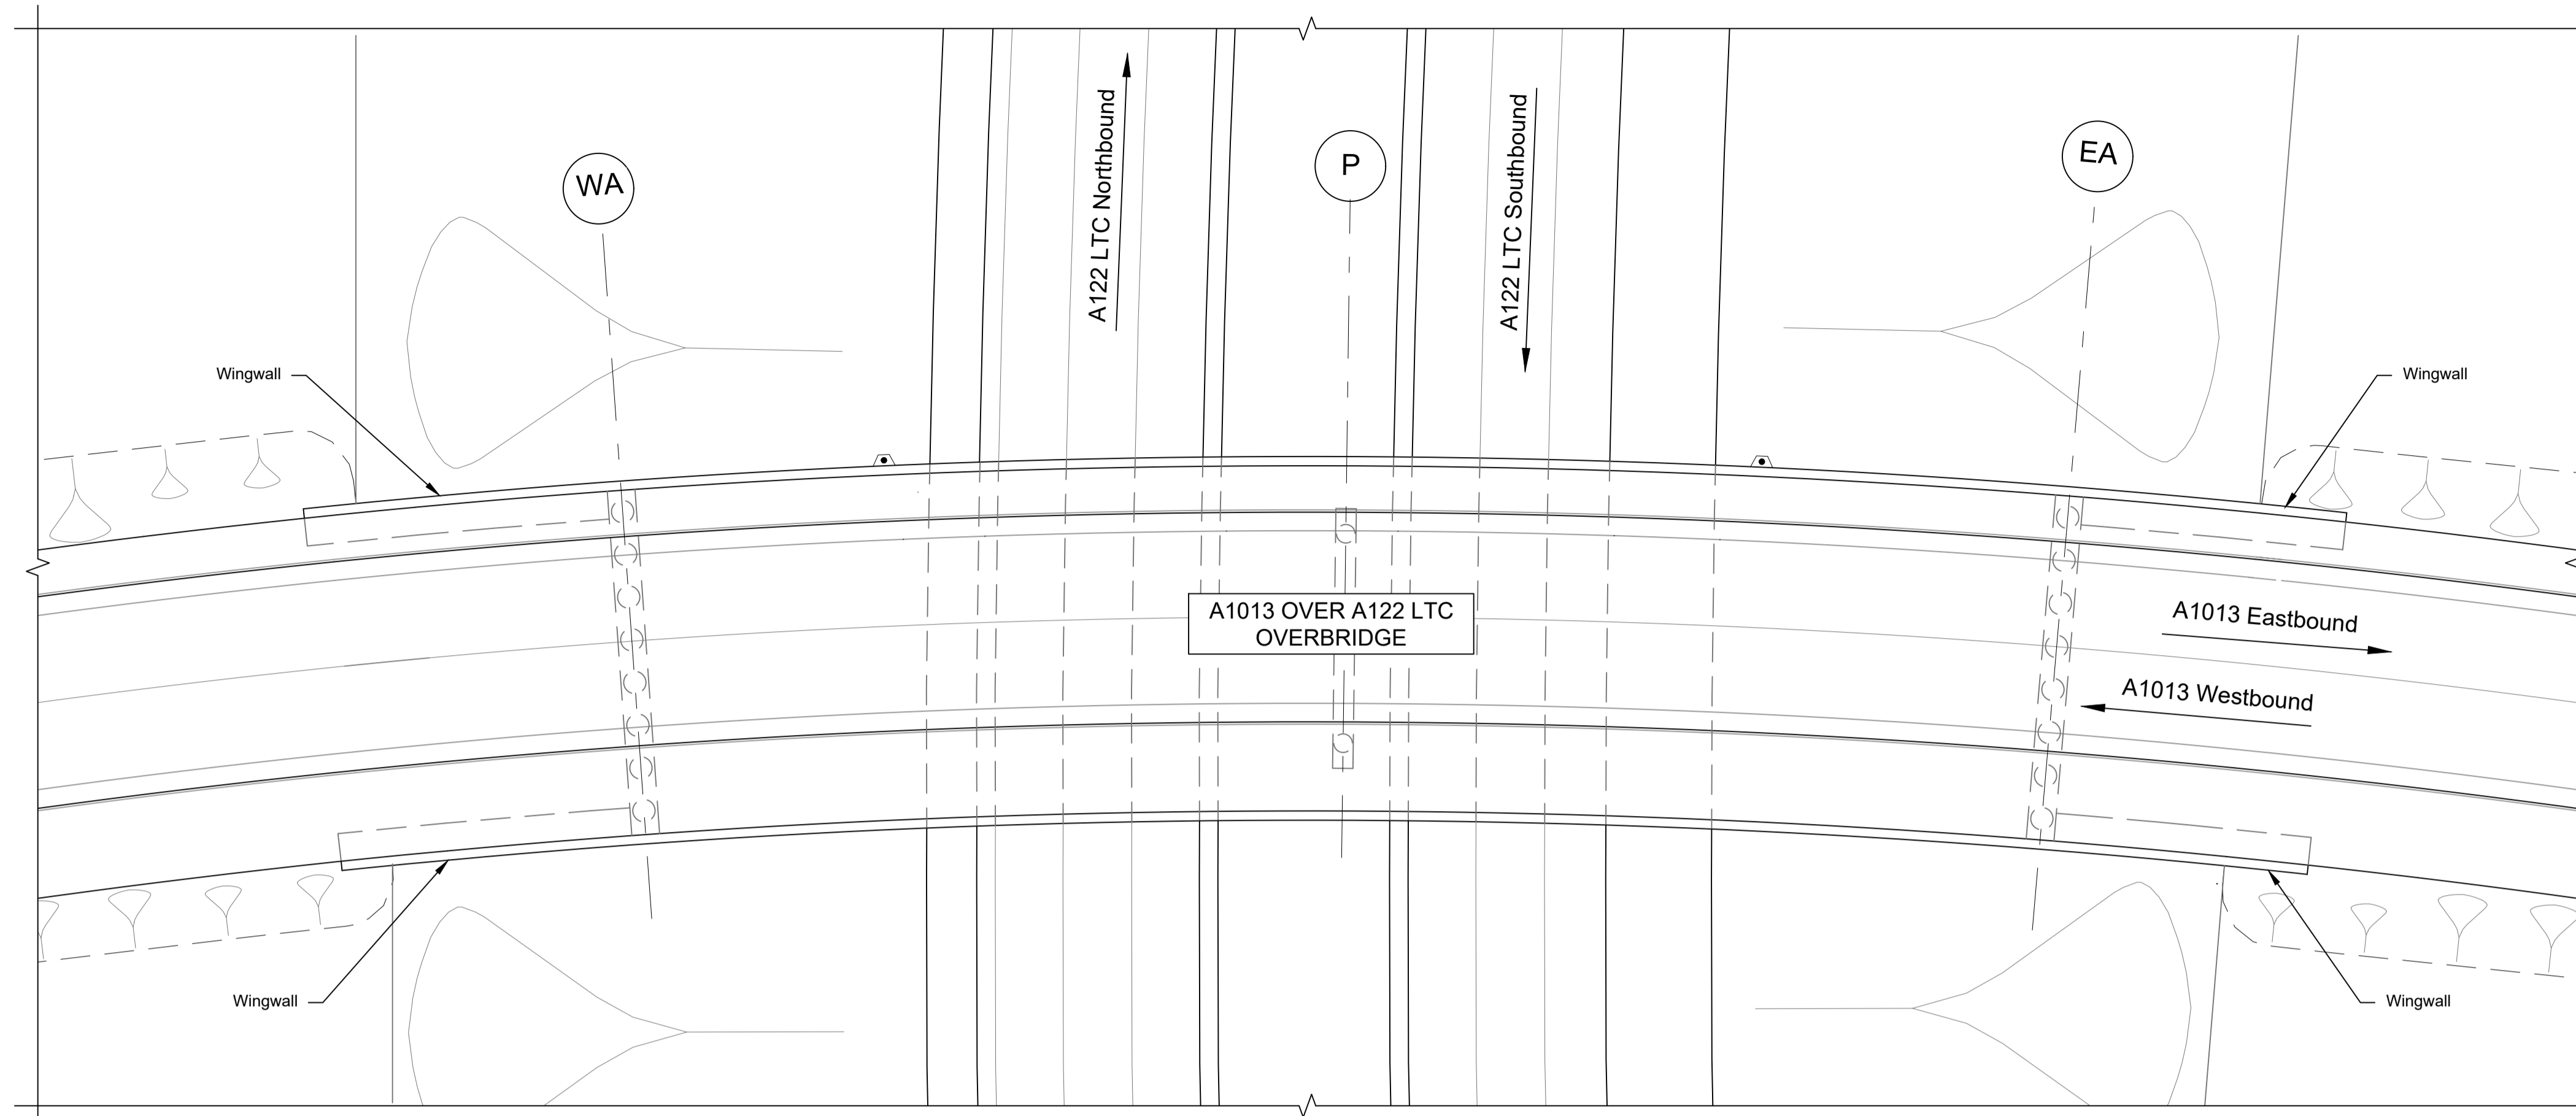 A122 LTC Northbound
A122 LTC Southbound
WA
P
EA
Wingwall
Wingwall
A1013 OVER A122 LTC
OVERBRIDGE
A1013 Eastbound
A1013 Westbound
Wingwall
Wingwall